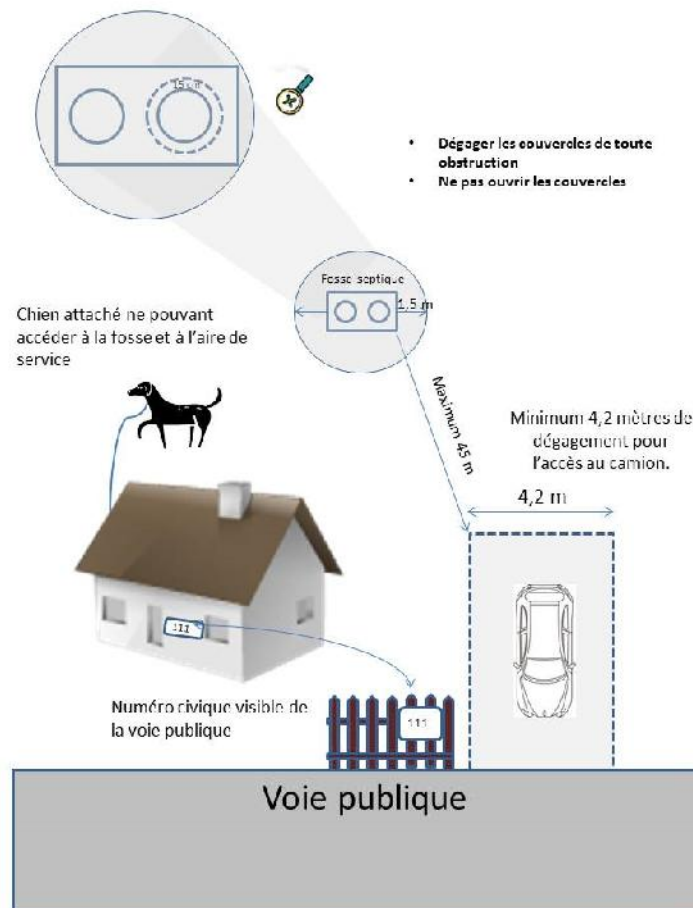 15 cm
• Dégager les couvercles de toute
obstruction
• Ne pas ouvrir les couvercles
Fosse septique
1,5 m
Chien attaché ne pouvant
accéder à la fosse et à l'aire de
service
Maximum 45 m
Minimum 4,2 mètres de
dégagement pour
l'accès au camion.
4,2 m
111
Numéro civique visible de
la voie publique
111
Voie publique